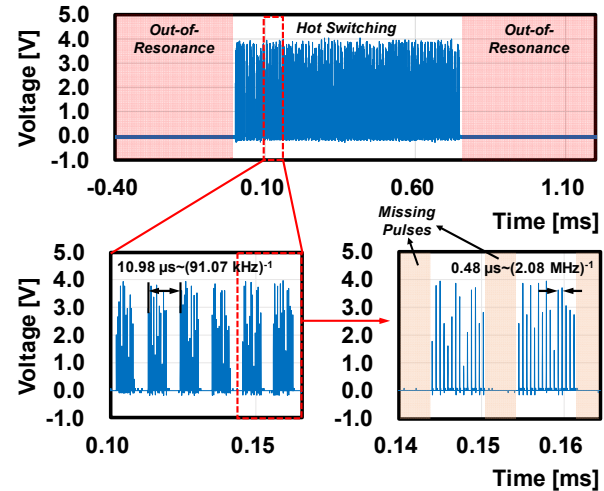 5.0
4.0
3.0
2.0
1.0
0.0
-1.0
Voltage [V]
Out-of-
Resonance
Hot Switching
Out-of-
Resonance
-0.40
0.10
0.60
1.10
Time [ms]
Missing
Pulses
5.0
4.0
3.0
2.0
1.0
0.0
-1.0
Voltage [V]
10.98 µs~(91.07 kHz)-1
0.10
0.15
5.0
4.0
3.0
2.0
1.0
0.0
-1.0
0.48 µs~(2.08 MHz)-1
0.14
0.15
0.16
Time [ms]